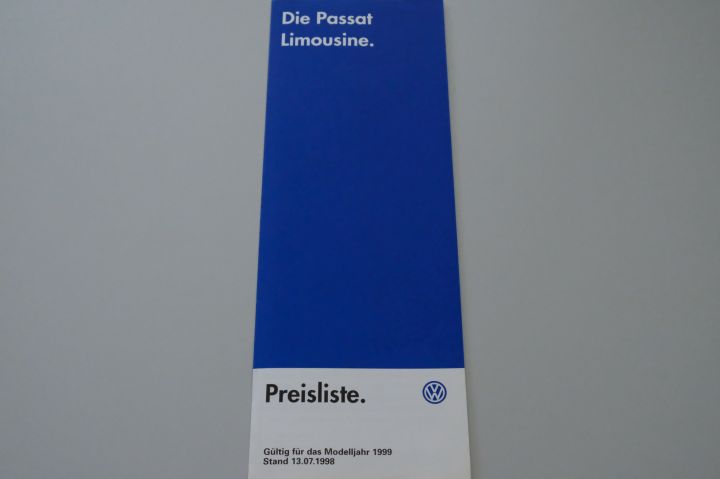 Die Passat
Limousine.
Preisliste.
Gültig für das Modelljahr 1999
Stand 13.07.1998